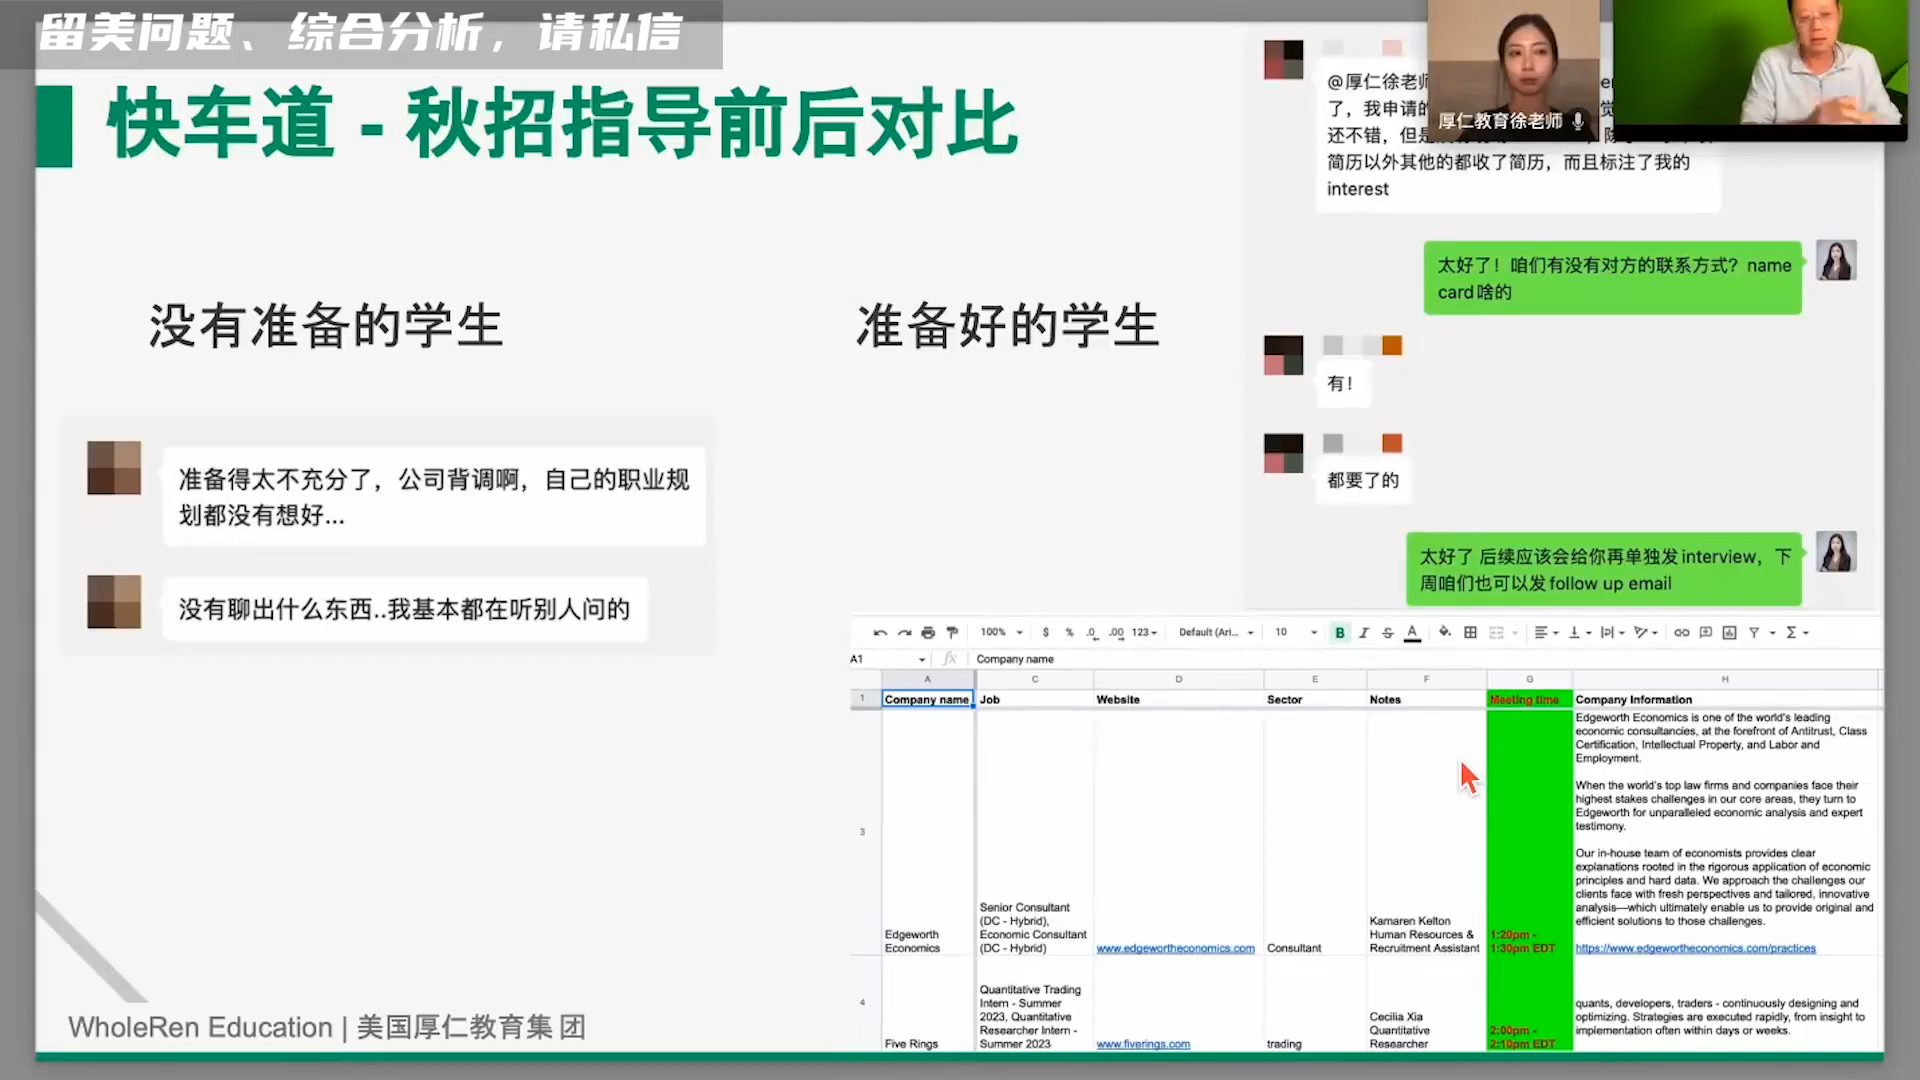 留美问题、综合分析，请私信
快车道 - 秋招指导前后对比
没有准备的学生
准备得太不充分了，公司背调啊，自己的职业规
划都没有想好...
没有聊出什么东西..我基本都在听别人问的
准备好的学生
@厚仁徐老师
了，我申请的
还不错，但是
简历以外其他的都收了简历，而且标注了我的
interest
厚仁教育徐老师
太好了！咱们有没有对方的联系方式？name
card啥的
有！
都要了的
太好了 后续应该会给你再单独发interview，下
周咱们也可以发follow up email
100% $ % .0 .00 123 Default (Ari... 10 B I S A
A1 fx Company name
A C D E F G H
1 Company name Job Website Sector Notes Meeting time Company Information
Edgeworth Economics is one of the world's leading
economic consultancies, at the forefront of Antitrust, Class
Certification, Intellectual Property, and Labor and
Employment.
When the world's top law firms and companies face their
highest stakes challenges in our core areas, they turn to
Edgeworth for unparalleled economic analysis and expert
testimony.
Our in-house team of economists provides clear
explanations rooted in the rigorous application of economic
principles and hard data. We approach the challenges our
clients face with fresh perspectives and tailored, innovative
analysis—which ultimately enable us to provide original and
efficient solutions to those challenges.
https://www.edgewortheconomics.com/practices
3
Edgeworth
Economics
Senior Consultant
(DC - Hybrid),
Economic Consultant
(DC - Hybrid)
www.edgewortheconomics.com
Consultant
Kamaren Kelton
Human Resources &
Recruitment Assistant
1:20pm -
1:30pm EDT
4
Five Rings
Quantitative Trading
Intern - Summer
2023, Quantitative
Researcher Intern -
Summer 2023
www.fiverings.com
trading
Cecilia Xia
Quantitative
Researcher
2:00pm -
2:10pm EDT
quants, developers, traders - continuously designing and
optimizing. Strategies are executed rapidly, from insight to
implementation often within days or weeks.
WholeRen Education | 美国厚仁教育集团